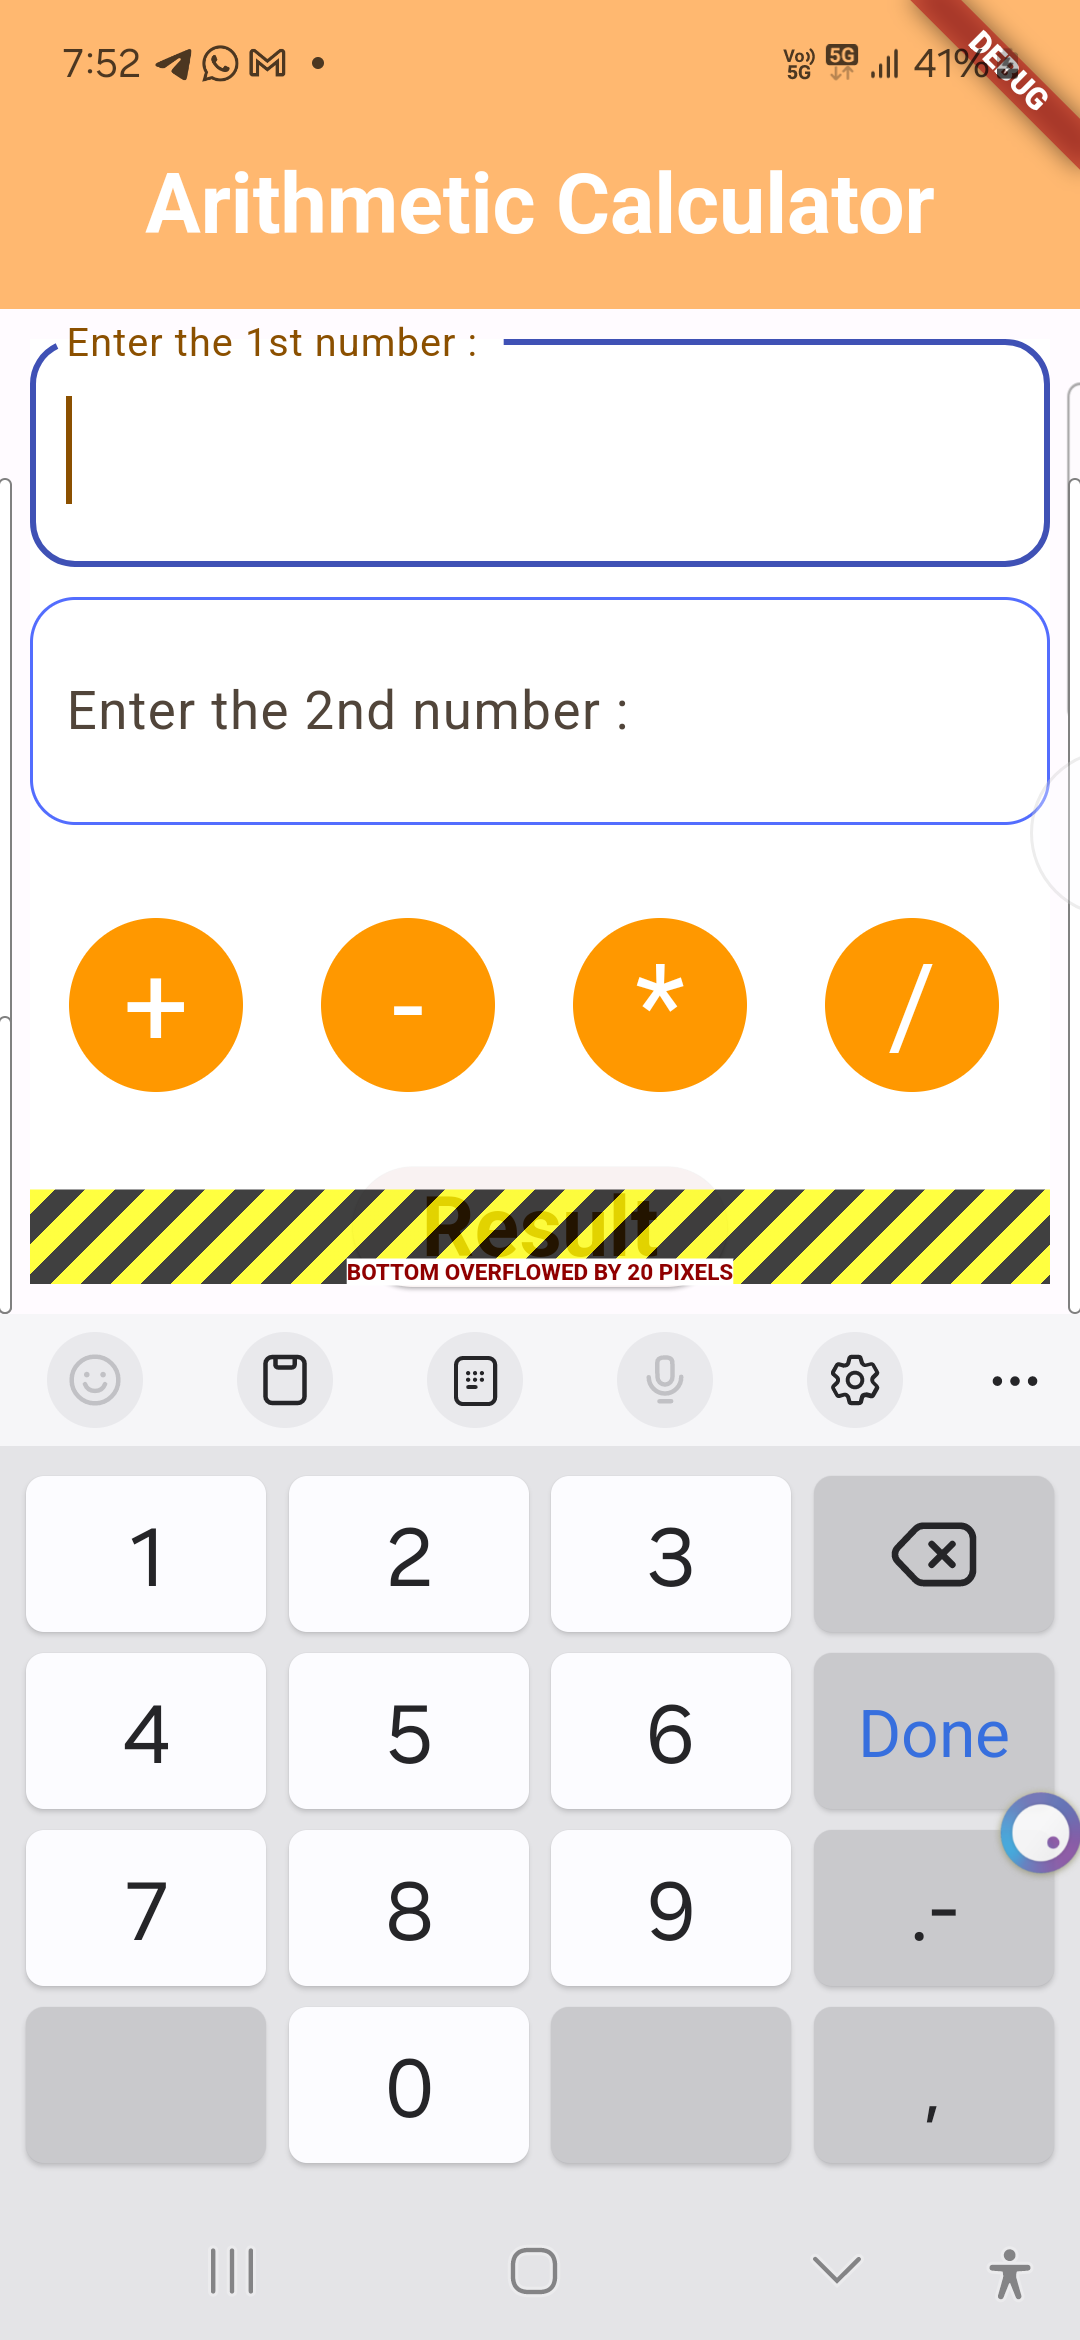 7:52 Vo)) 5G 5G 41%
DEBUG
Arithmetic Calculator
Enter the 1st number :
Enter the 2nd number :
+ - * /
Result
BOTTOM OVERFLOWED BY 20 PIXELS
1 2 3
4 5 6 Done
7 8 9 .-
0 ,